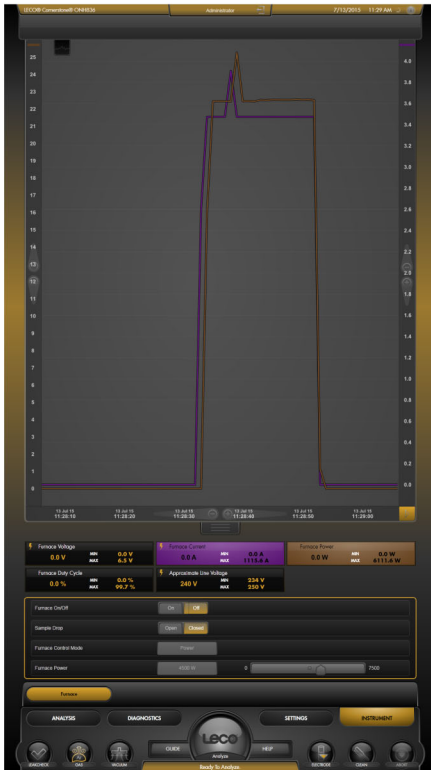 LECO® Cornerstone® ONH836 Administrator 7/13/2015 11:29 AM
25
24
23
22
21
20
19
18
17
16
15
14
13
12
11
10
9
8
7
6
5
4
3
2
1
0
4.0
3.8
3.6
3.4
3.2
3.0
2.8
2.6
2.4
2.2
2.0
1.8
1.6
1.4
1.2
1.0
0.8
0.6
0.4
0.2
0.0
13 Jul 15 13 Jul 15 13 Jul 15 13 Jul 15 13 Jul 15 13 Jul 15
11:28:10 11:28:20 11:28:30 11:28:40 11:28:50 11:29:00
Furnace Voltage Furnace Current Furnace Power
0.0 V MIN 0.0 V 0.0 A MIN 0.0 A 0.0 W MIN 0.0 W
MAX 6.5 V MAX 1115.6 A MAX 6111.6 W
Furnace Duty Cycle Approximate Line Voltage
0.0 % MIN 0.0 % 240 V MIN 234 V
MAX 99.7 % MAX 250 V
Furnace On/Off On Off
Sample Drop Open Closed
Furnace Control Mode Power
Furnace Power 4500 W 0 7500
Furnace
ANALYSIS DIAGNOSTICS SETTINGS INSTRUMENT
LECO
GUIDE Analyze HELP
LEAKCHECK GAS VACUUM ELECTRODE CLEAN ABORT
Ready To Analyze